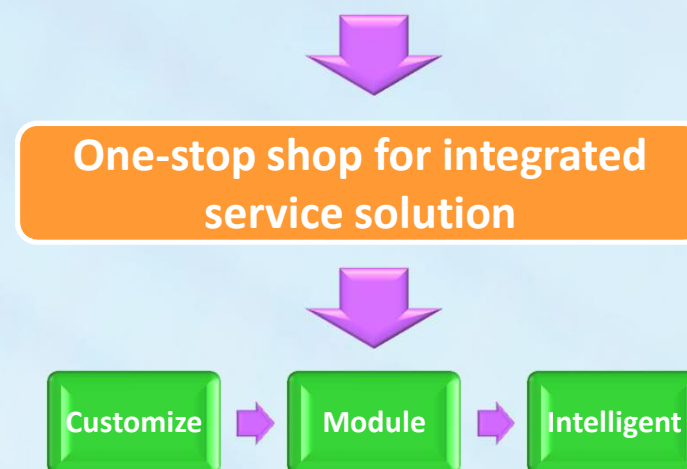 One-stop shop for integrated
service solution
Customize Module Intelligent